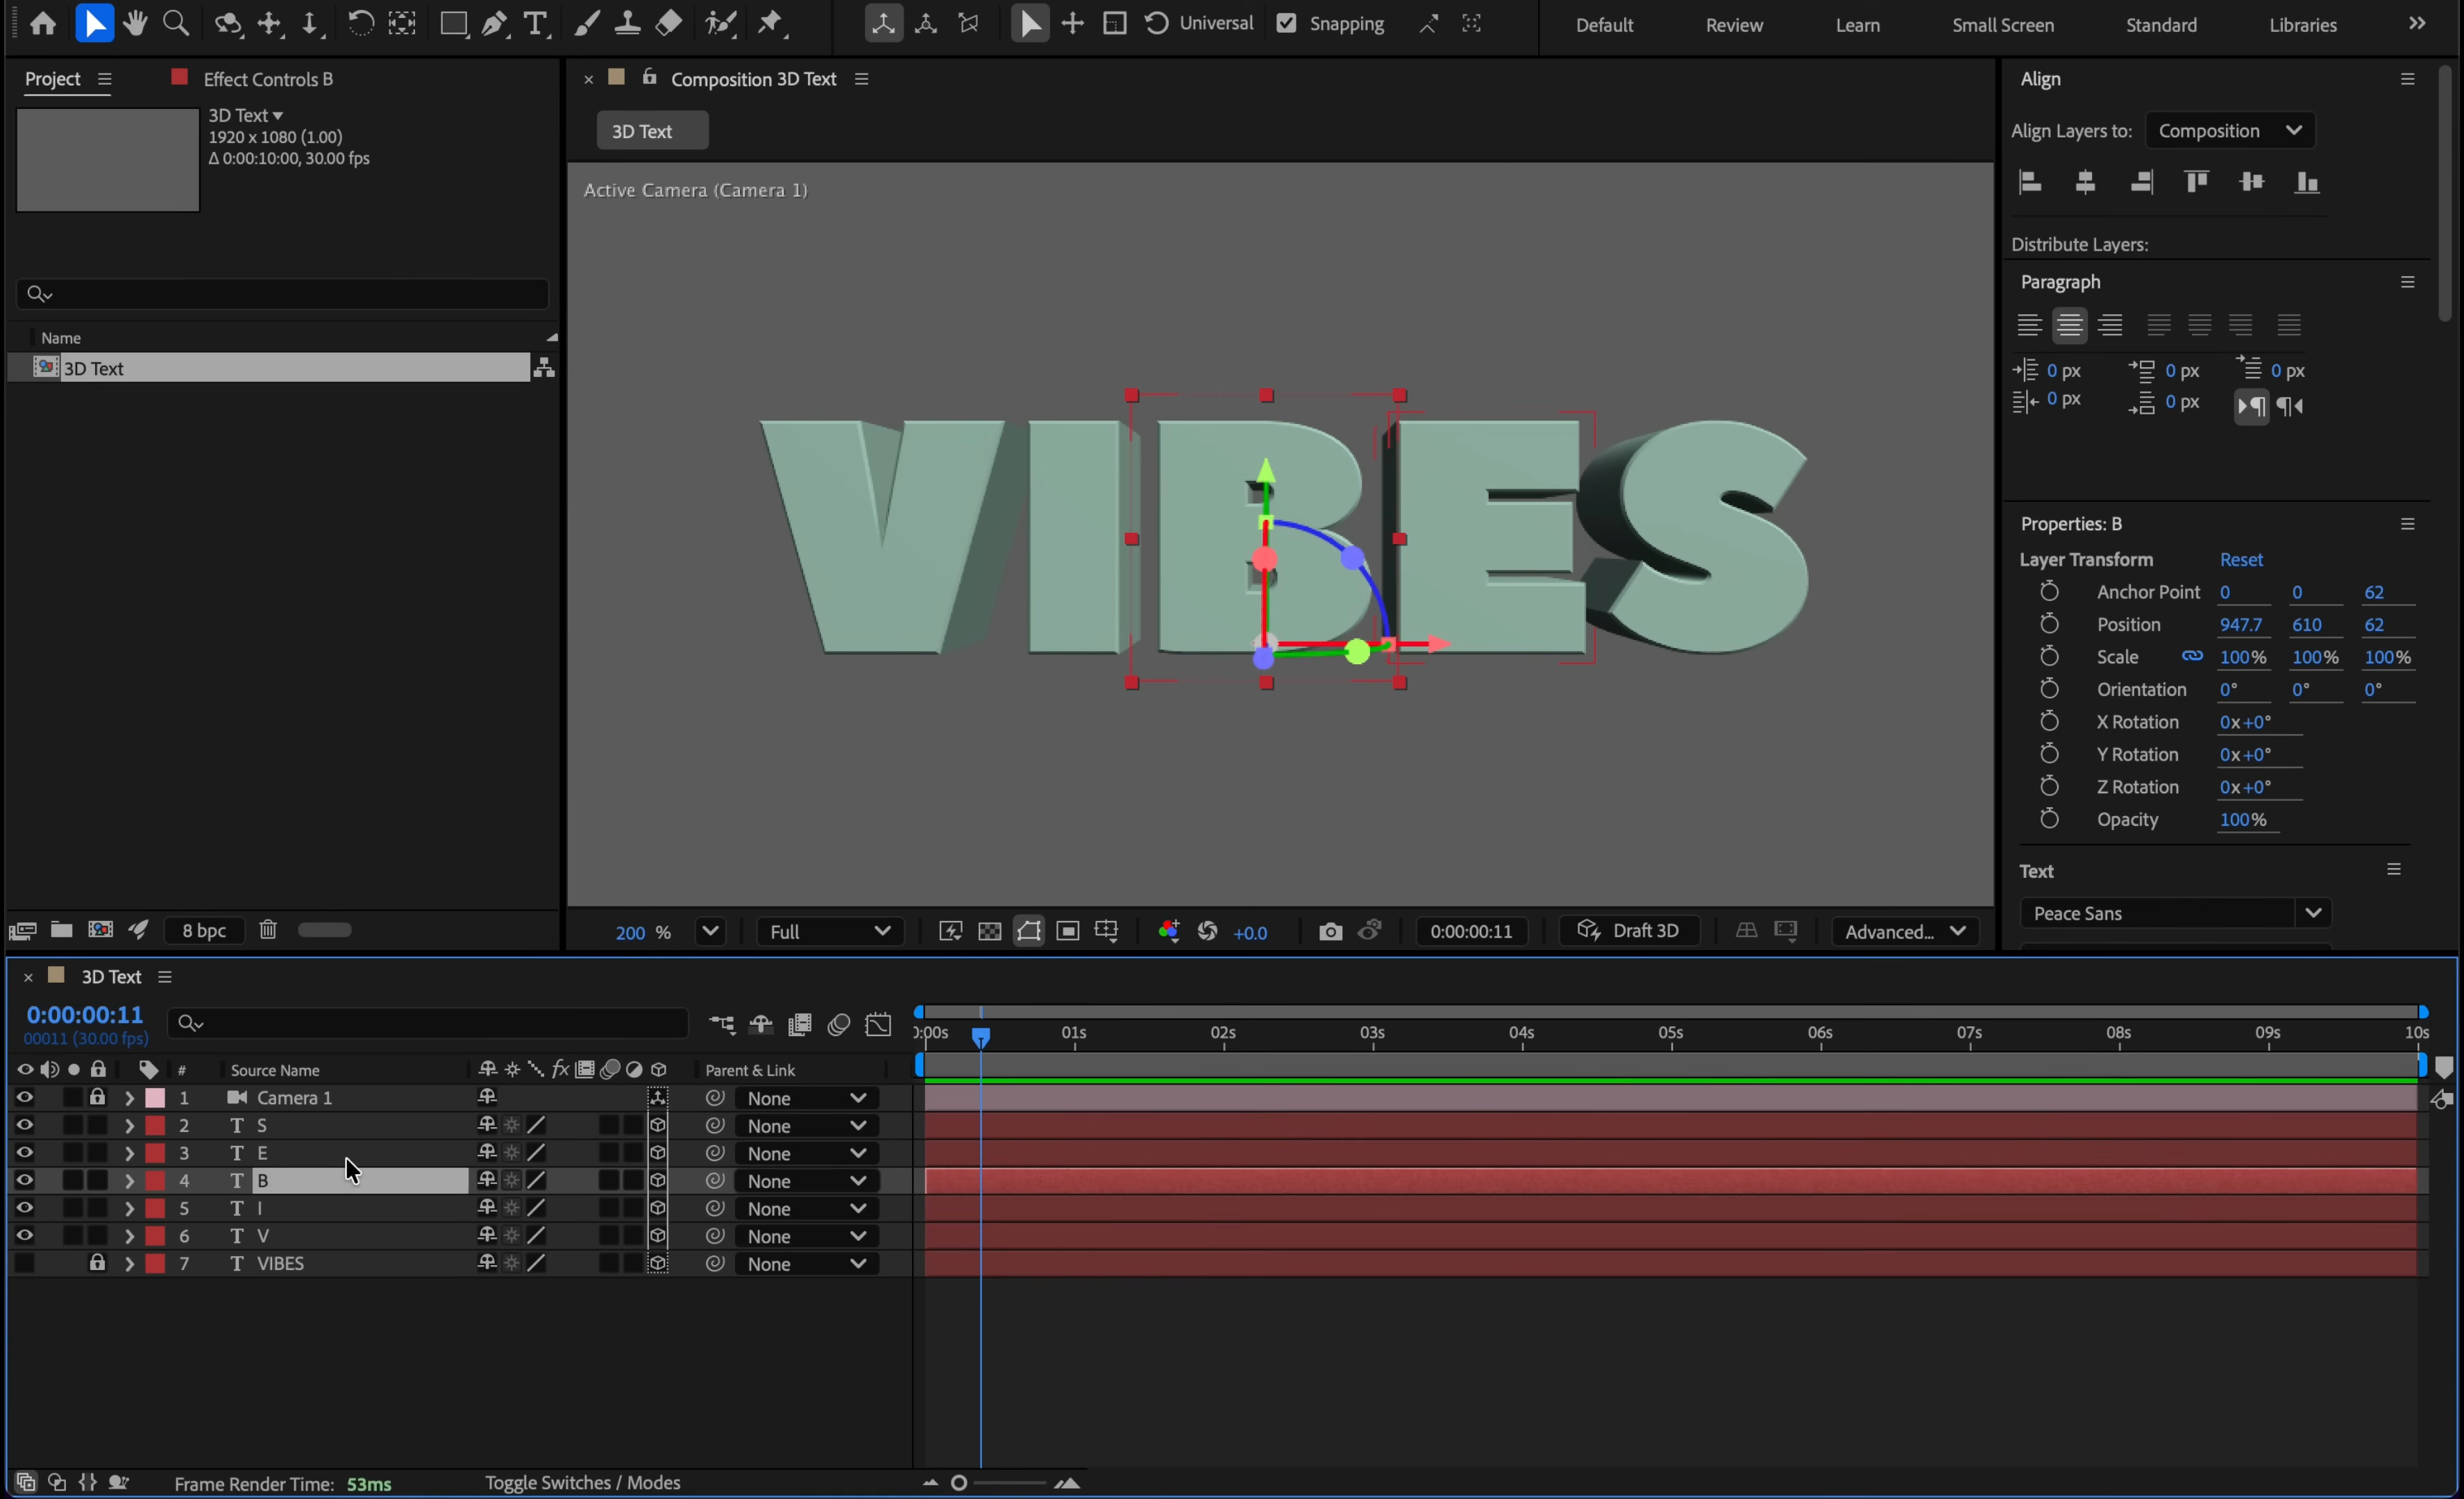 Universal Snapping Default Review Learn Small Screen Standard Libraries
Project Effect Controls B
3D Text
1920 x 1080 (1.00)
Δ 0:00:10:00, 30.00 fps
Name
3D Text
8 bpc
Composition 3D Text
3D Text
Active Camera (Camera 1)
VIBES
200 % Full +0.0 0:00:00:11 Draft 3D Advanced...
Align
Align Layers to: Composition
Distribute Layers:
Paragraph
0 px 0 px 0 px
0 px 0 px
Properties: B
Layer Transform Reset
Anchor Point 0 0 62
Position 947.7 610 62
Scale 100% 100% 100%
Orientation 0° 0° 0°
X Rotation 0x+0°
Y Rotation 0x+0°
Z Rotation 0x+0°
Opacity 100%
Text
Peace Sans
3D Text
0:00:00:11
00011 (30.00 fps)
0:00s 01s 02s 03s 04s 05s 06s 07s 08s 09s 10s
# Source Name fx Parent & Link
1 Camera 1 None
2 T S None
3 T E None
4 T B None
5 T I None
6 T V None
7 T VIBES None
Frame Render Time: 53ms Toggle Switches / Modes